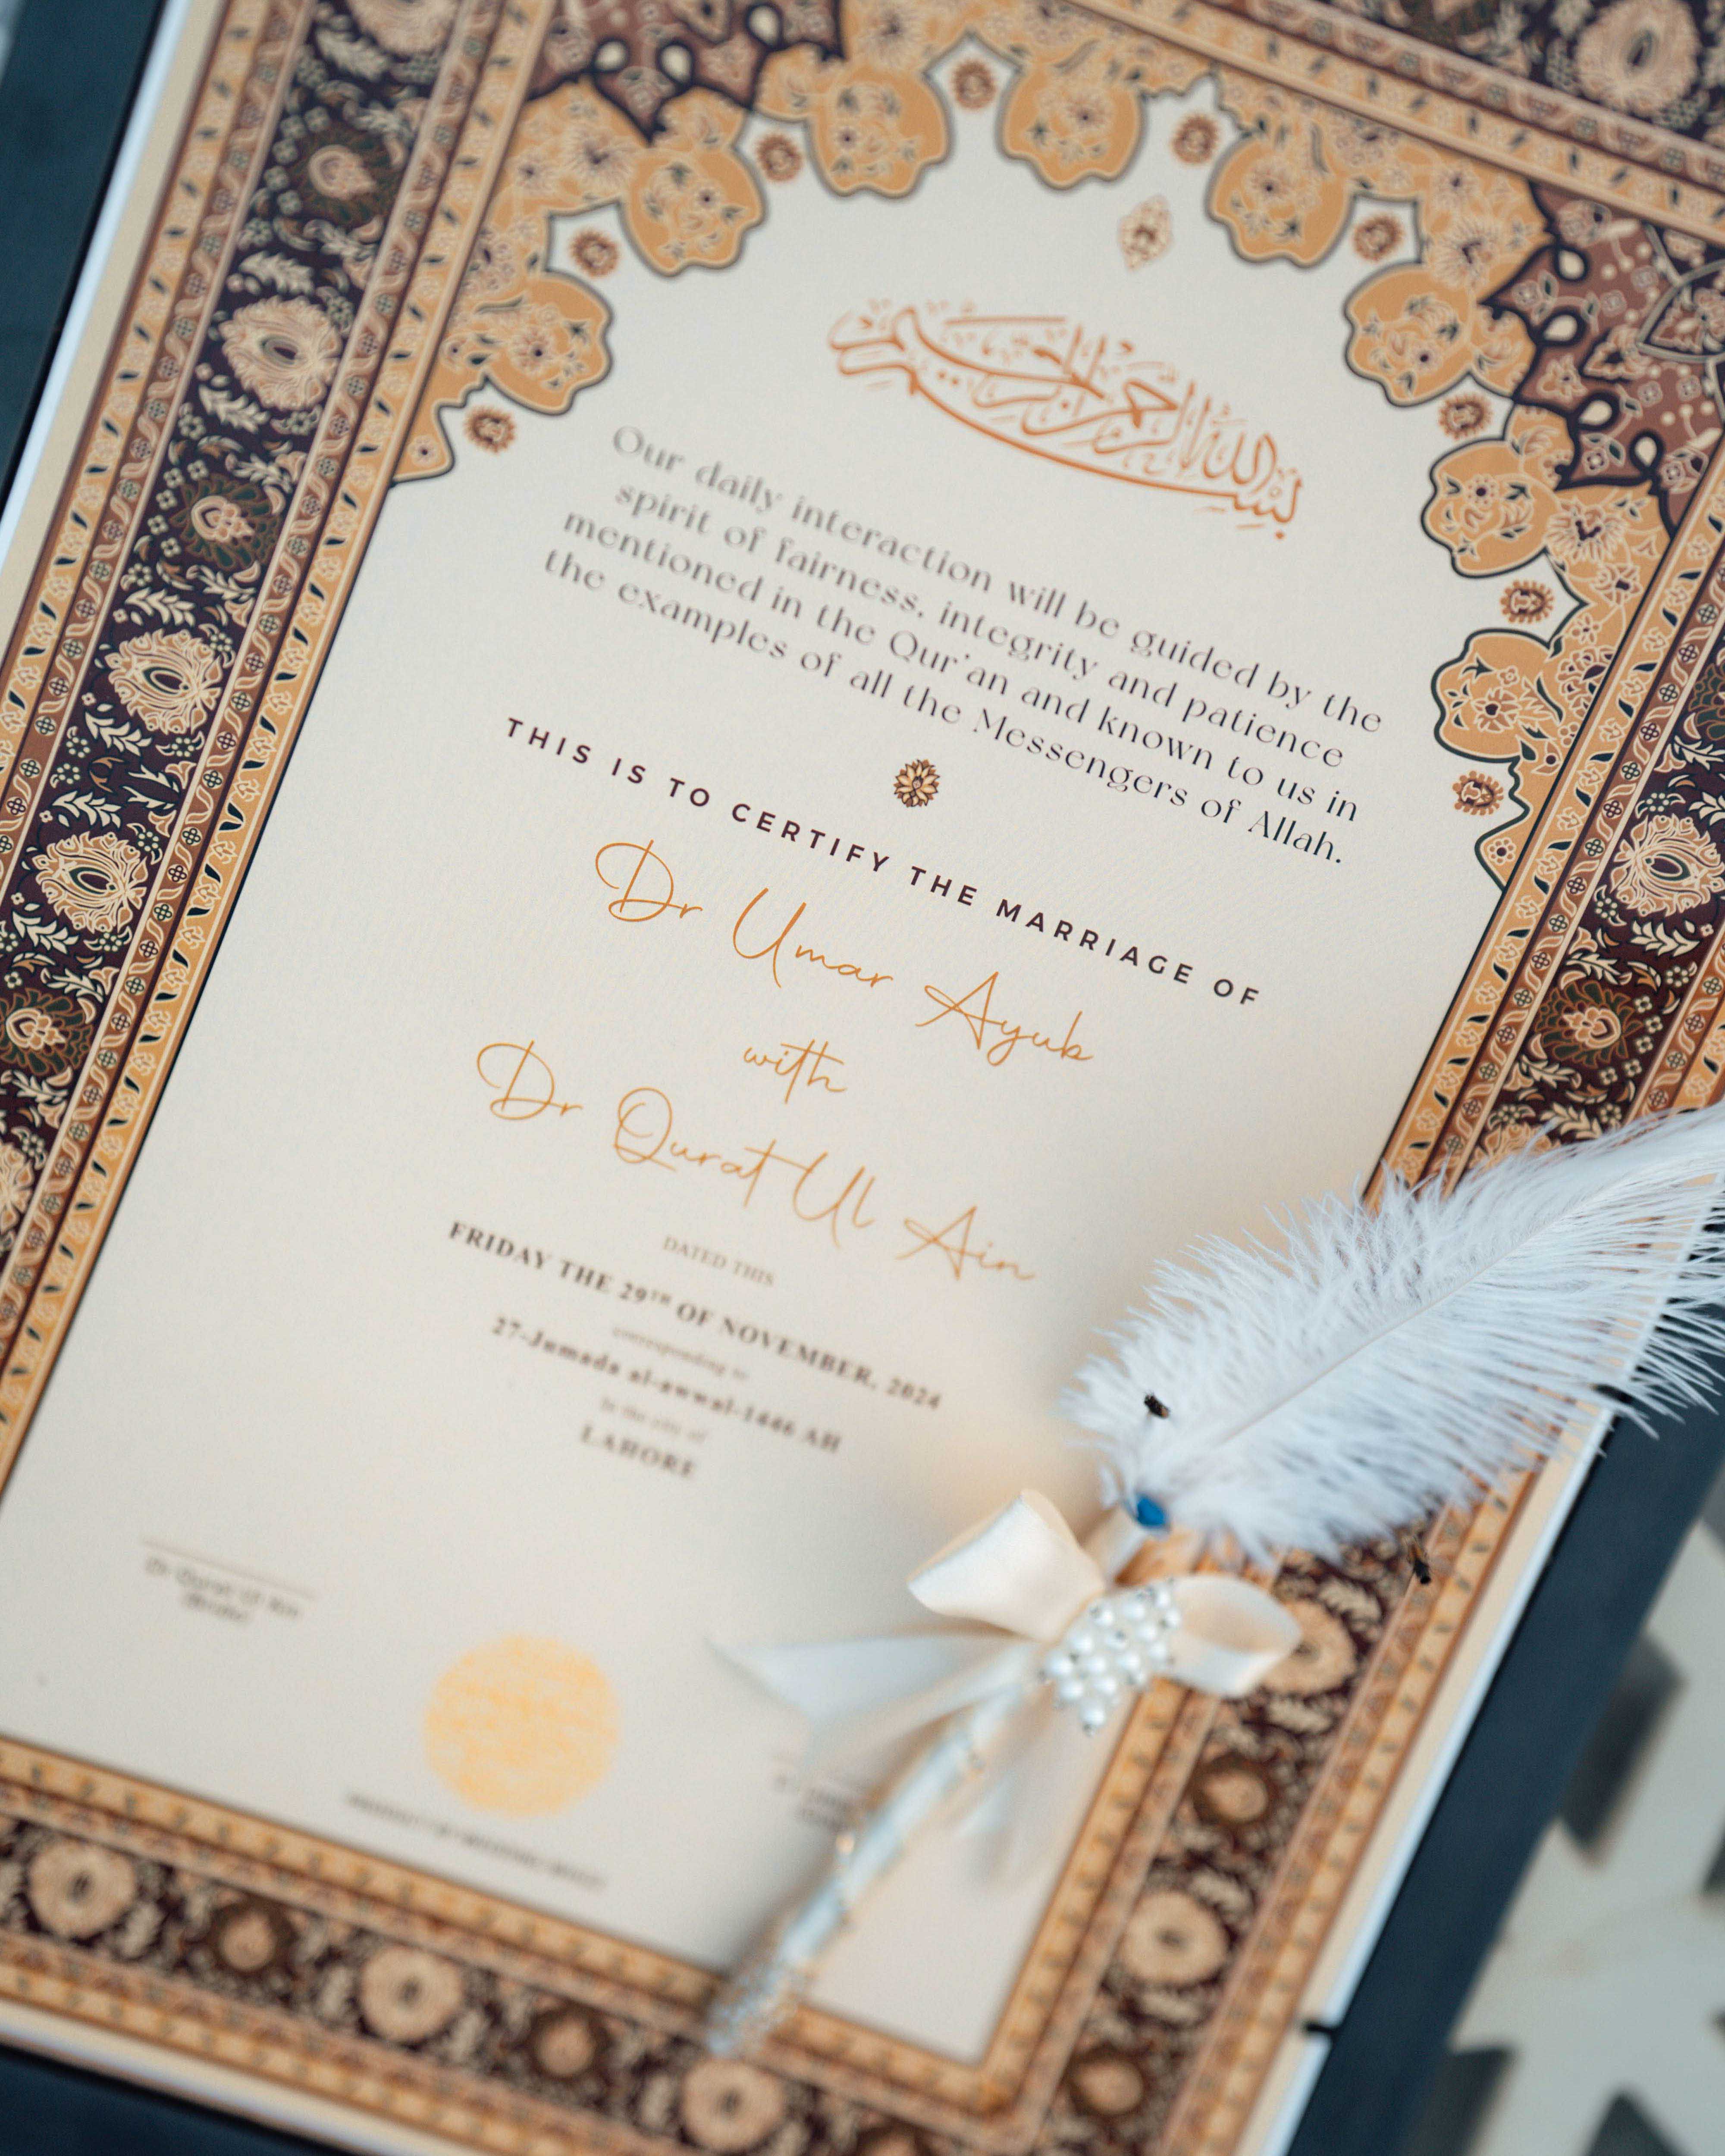 بسم الله الرحمن الرحيم
Our daily interaction will be guided by the
spirit of fairness, integrity and patience
mentioned in the Qur'an and known to us in
the examples of all the Messengers of Allah.
THIS IS TO CERTIFY THE MARRIAGE OF
Dr Umar Ayub
with
Dr Qurat Ul Ain
DATED THIS
FRIDAY THE 29TH OF NOVEMBER, 2024
corresponding to
27-Jumada al-awwal-1446 AH
In the city of
LAHORE
Dr Qurat Ul Ain
(Bride)